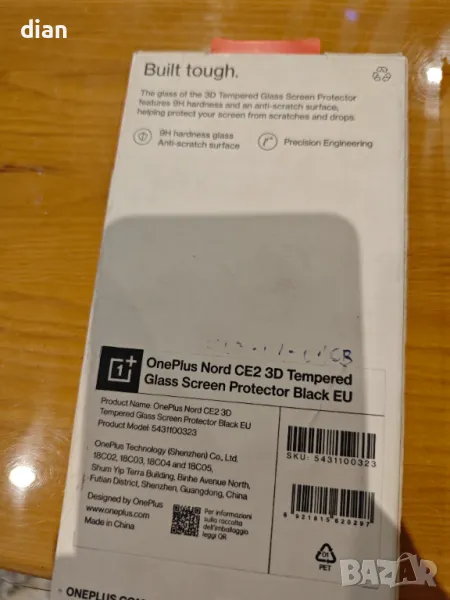 dian
Built tough.
The glass of the 3D Tempered Glass Screen Protector
features 9H hardness and an anti-scratch surface,
helping protect your screen from scratches and drops.
9H hardness glass
Anti-scratch surface
Precision Engineering
OnePlus Nord CE2 3D Tempered
Glass Screen Protector Black EU
Product Name: OnePlus Nord CE2 3D
Tempered Glass Screen Protector Black EU
Product Model: 5431100323
OnePlus Technology (Shenzhen) Co., Ltd.
18C02, 18C03, 18C04 and 18C05,
Shum Yip Terra Building, Binhe Avenue North,
Futian District, Shenzhen, Guangdong, China
Designed by OnePlus
www.oneplus.com
Made in China
Per informazioni
sulla raccolta
dell'imballaggio
leggi QR
SKU: 5431100323
6 921815 620297
01
PET
BAZAR
ONEPLUS